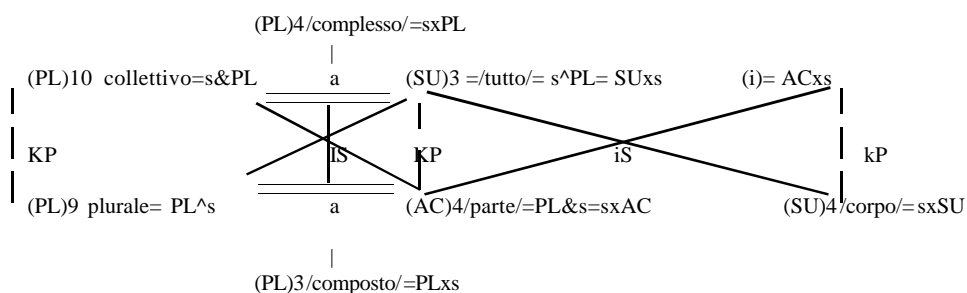 (PL)4/complesso/=sxPL
|
(PL)10 collettivo=s&PL a (SU)3 =/tutto/= s^PL= SUxs (i)= ACxs
KP IS KP iS kP
(PL)9 plurale= PL^s a (AC)4/parte/=PL&s=sxAC (SU)4/corpo/=sxSU
|
(PL)3/composto/=PLxs